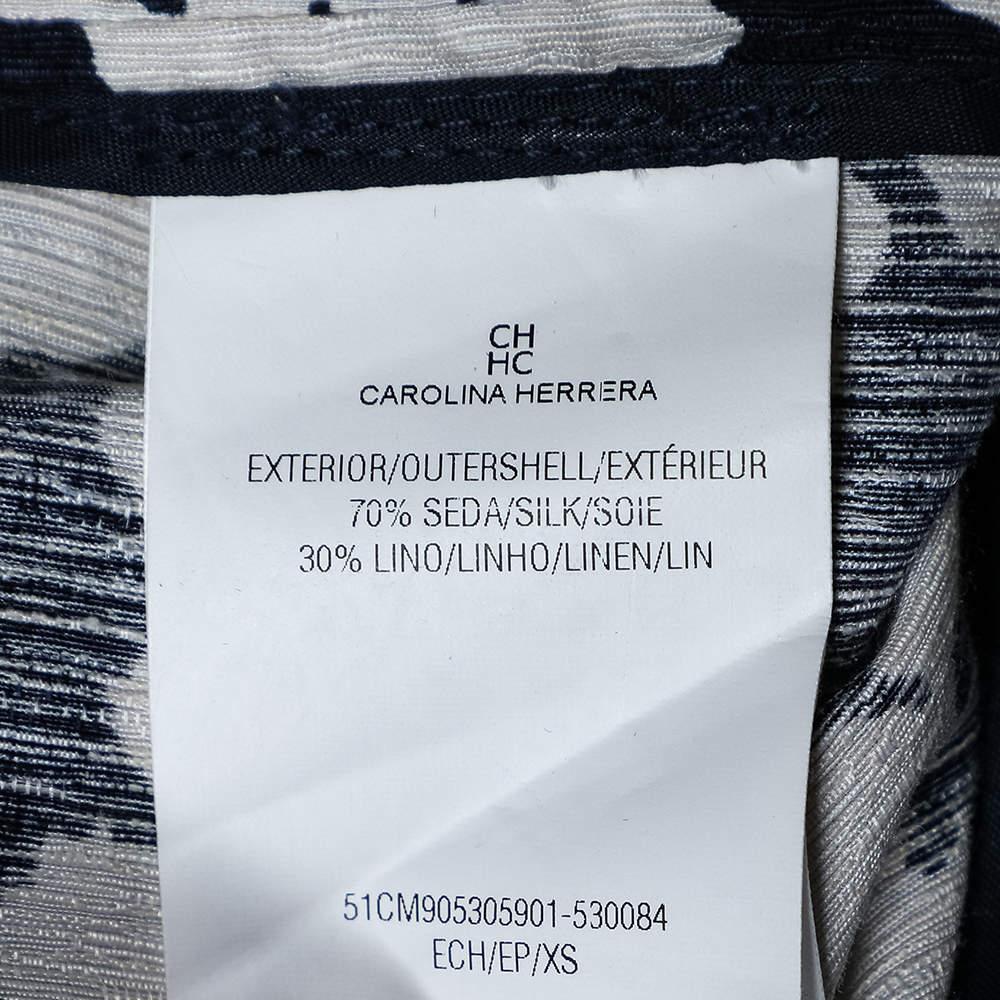 CH
HC
CAROLINA HERRERA
EXTERIOR/OUTERSHELL/EXTÉRIEUR
70% SEDA/SILK/SOIE
30% LINO/LINHO/LINEN/LIN
51CM905305901-530084
ECH/EP/XS